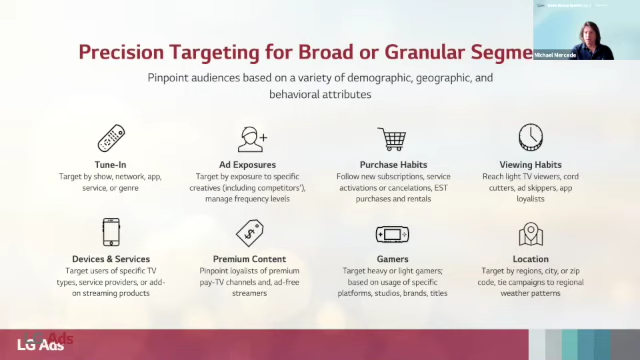 Michael Mercede
Precision Targeting for Broad or Granular Segme
Pinpoint audiences based on a variety of demographic, geographic, and
behavioral attributes
Tune-In
Target by show, network, app,
service, or genre
Ad Exposures
Target by exposure to specific
creatives (including competitors'),
manage frequency levels
Purchase Habits
Follow new subscriptions, service
activations or cancelations, EST
purchases and rentals
Viewing Habits
Reach light TV viewers, cord
cutters, ad skippers, app
loyalists
Devices & Services
Target users of specific TV
types, service providers, or add-
on streaming products
Premium Content
Pinpoint loyalists of premium
pay-TV channels and, ad-free
streamers
Gamers
Target heavy or light gamers;
based on usage of specific
platforms, studios, brands, titles
Location
Target by regions, city, or zip
code, tie campaigns to regional
weather patterns
LG Ads